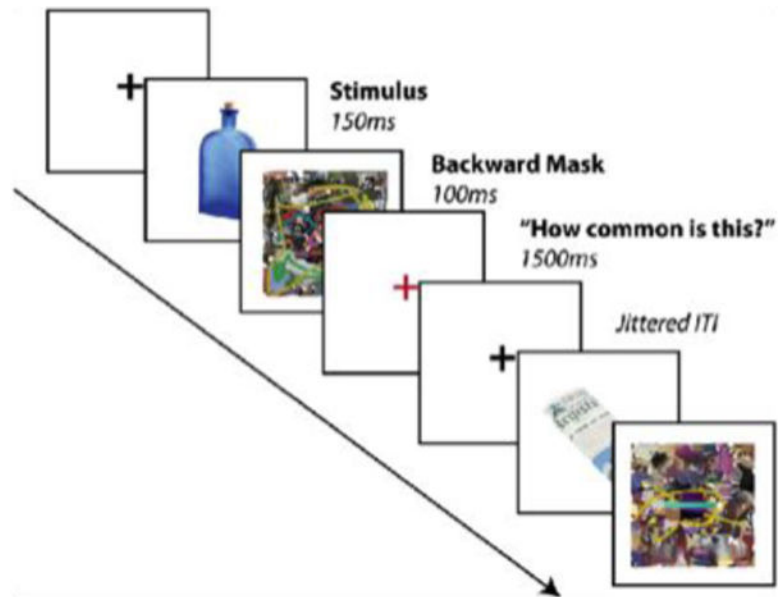 Stimulus
150ms
Backward Mask
100ms
"How common is this?"
1500ms
Jittered ITI